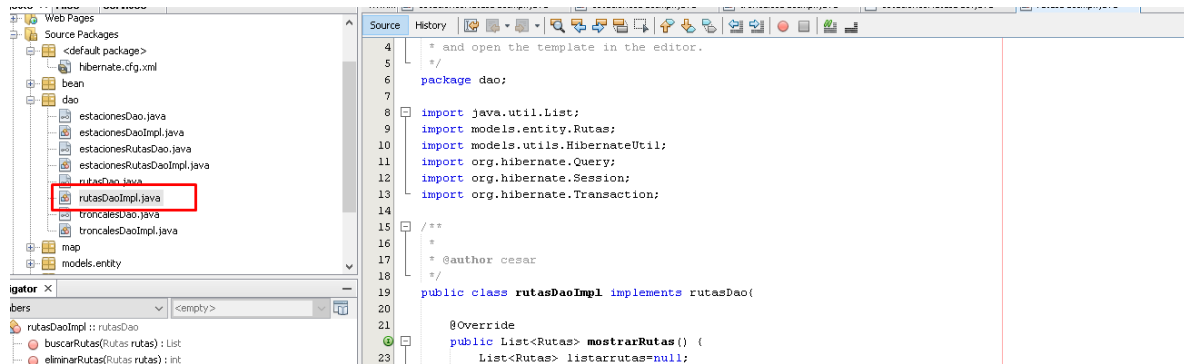 Source History
Web Pages
Source Packages
<default package>
hibernate.cfg.xml
bean
dao
estacionesDao.java
estacionesDaoImpl.java
estacionesRutasDao.java
estacionesRutasDaoImpl.java
rutasDao.java
rutasDaoImpl.java
troncalesDao.java
troncalesDaoImpl.java
map
models.entity
igator ×
bers
<empty>
rutasDaoImpl :: rutasDao
buscarRutas(Rutas rutas) : List
eliminarRutas(Rutas rutas) : int
4 * and open the template in the editor.
5 */
6 package dao;
7
8 import java.util.List;
9 import models.entity.Rutas;
10 import models.utils.HibernateUtil;
11 import org.hibernate.Query;
12 import org.hibernate.Session;
13 import org.hibernate.Transaction;
14
15 /**
16 *
17 * @author cesar
18 */
19 public class rutasDaoImpl implements rutasDao{
20
21 @Override
public List<Rutas> mostrarRutas() {
23 List<Rutas> listarrutas=null;